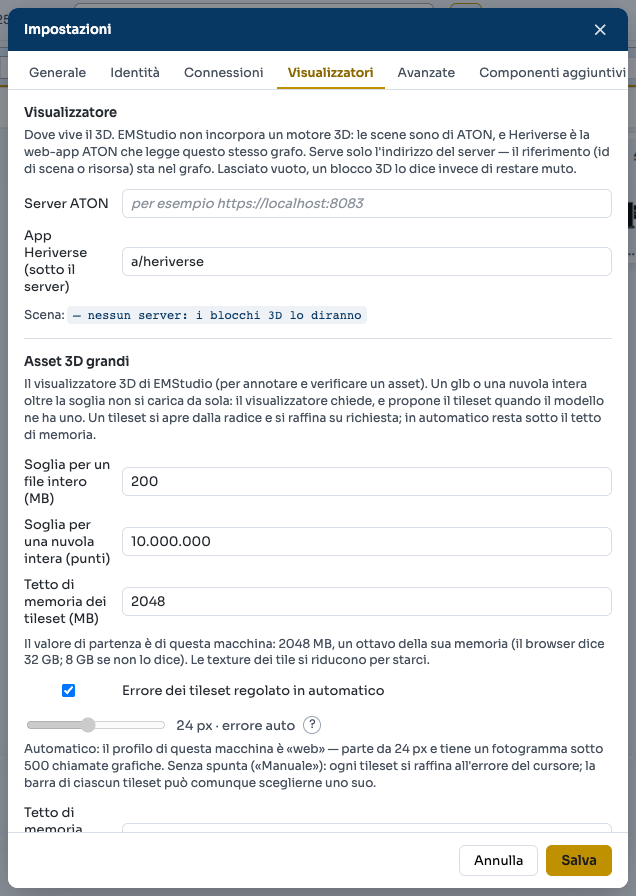 Impostazioni
Generale Identità Connessioni Visualizzatori Avanzate Componenti aggiuntivi
Visualizzatore
Dove vive il 3D. EMStudio non incorpora un motore 3D: le scene sono di ATON, e Heriverse è la
web-app ATON che legge questo stesso grafo. Serve solo l'indirizzo del server — il riferimento (id
di scena o risorsa) sta nel grafo. Lasciato vuoto, un blocco 3D lo dice invece di restare muto.
Server ATON
per esempio https://localhost:8083
App
Heriverse
(sotto il
server)
a/heriverse
Scena: — nessun server: i blocchi 3D lo diranno
Asset 3D grandi
Il visualizzatore 3D di EMStudio (per annotare e verificare un asset). Un glb o una nuvola intera
oltre la soglia non si carica da sola: il visualizzatore chiede, e propone il tileset quando il modello
ne ha uno. Un tileset si apre dalla radice e si raffina su richiesta; in automatico resta sotto il tetto
di memoria.
Soglia per un
file intero
(MB)
200
Soglia per
una nuvola
intera (punti)
10.000.000
Tetto di
memoria dei
tileset (MB)
2048
Il valore di partenza è di questa macchina: 2048 MB, un ottavo della sua memoria (il browser dice
32 GB; 8 GB se non lo dice). Le texture dei tile si riducono per starci.
Errore dei tileset regolato in automatico
24 px · errore auto ?
Automatico: il profilo di questa macchina è «web» — parte da 24 px e tiene un fotogramma sotto
500 chiamate grafiche. Senza spunta («Manuale»): ogni tileset si raffina all'errore del cursore; la
barra di ciascun tileset può comunque sceglierne uno suo.
Tetto di
memoria
Annulla Salva